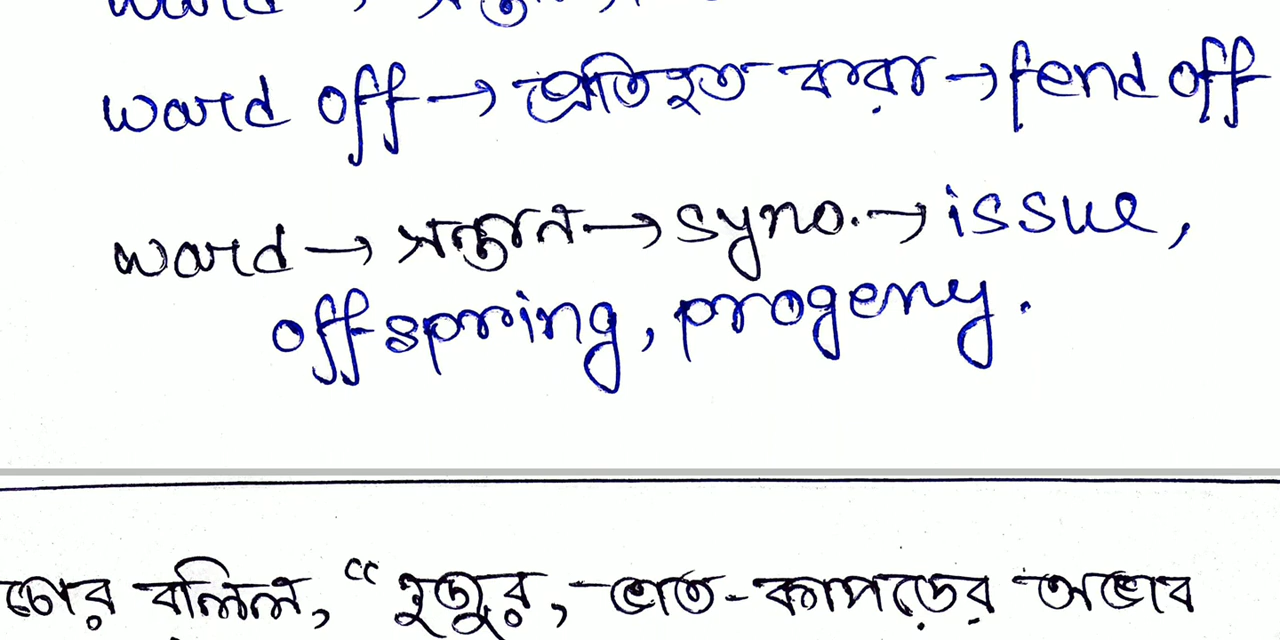 ward off → প্রতিহত করা → fend off
ward → সন্তান → syno. → issue,
offspring, progeny.
চোর বলিল, “হুজুর, ভাত-কাপড়ের অভাব